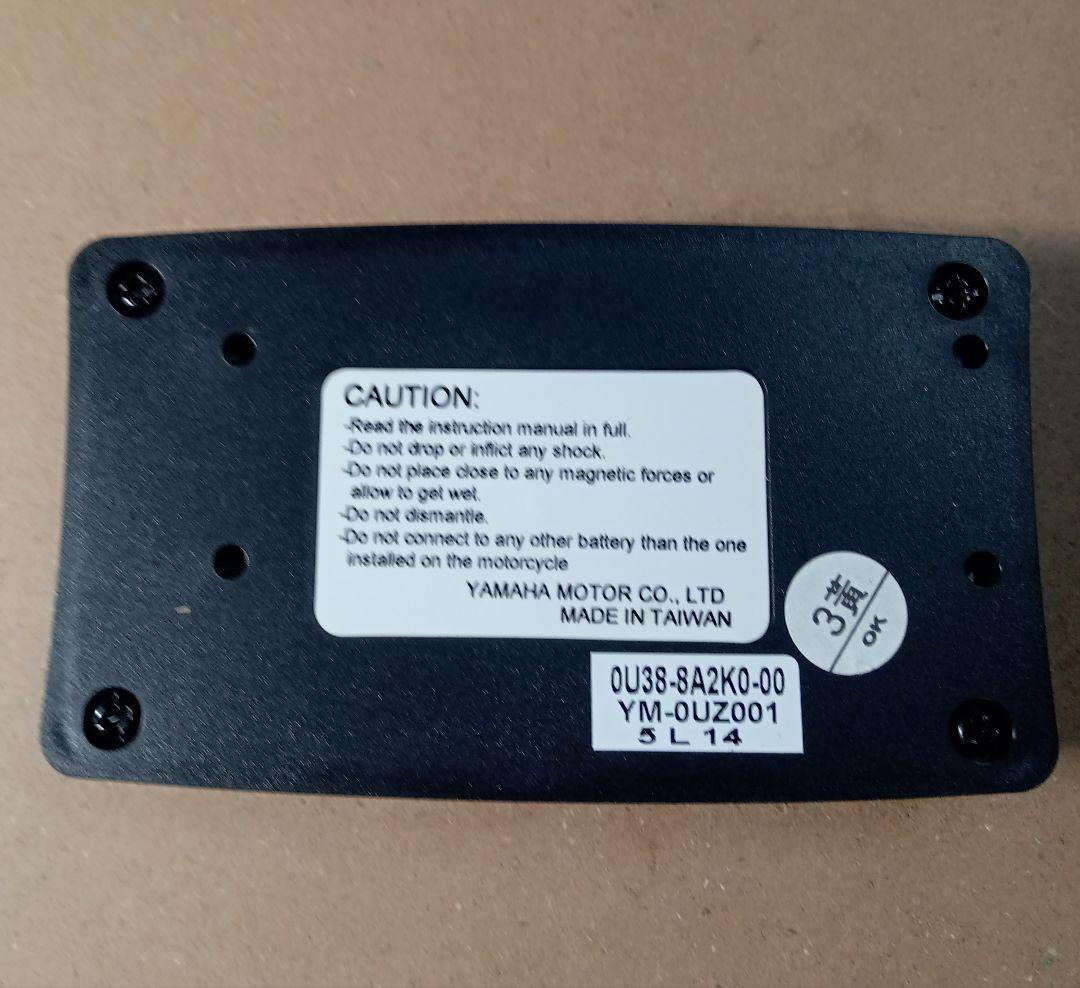 CAUTION:
-Read the instruction manual in full.
-Do not drop or inflict any shock.
-Do not place close to any magnetic forces or
allow to get wet.
-Do not dismantle.
-Do not connect to any other battery than the one
installed on the motorcycle
YAMAHA MOTOR CO., LTD
MADE IN TAIWAN
3黃
OK
0U38-8A2K0-00
YM-0UZ001
5 L 14